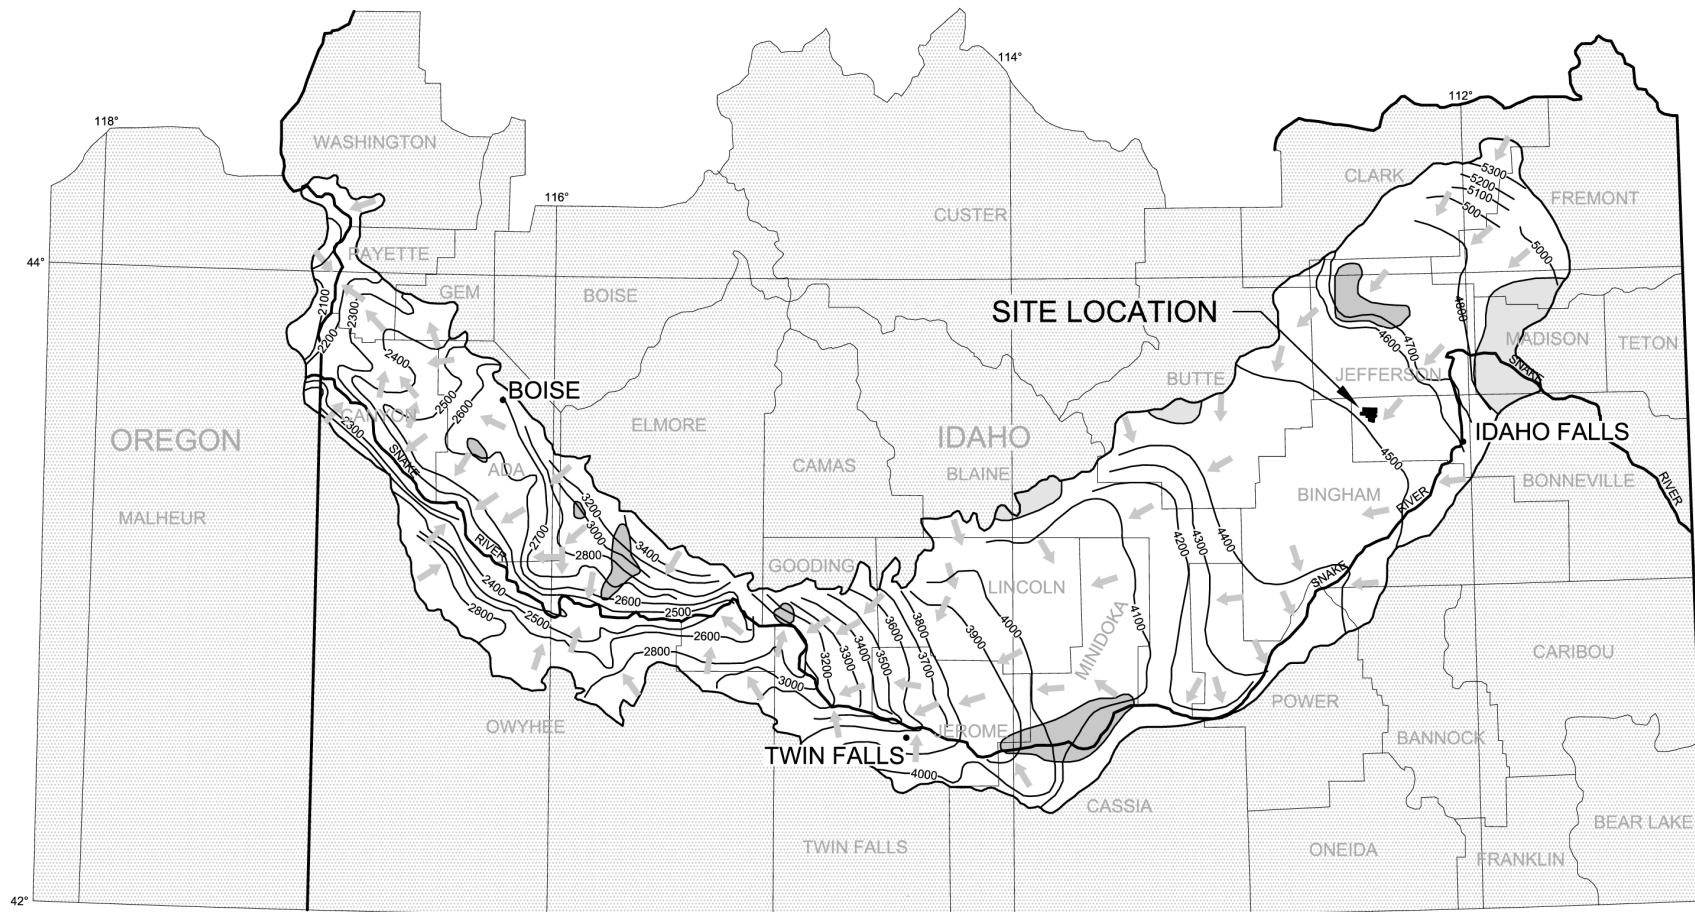 114°
112°
118°
WASHINGTON
CLARK
5300
5200
5100
500
FREMONT
116°
CUSTER
PAYETTE
5000
44°
GEM
BOISE
2100
2300
4800
SITE LOCATION
2200
4600
4700
MADISON
TETON
2400
SNAKE
BUTTE
JEFFERSON
BOISE
2500
2600
CANYON
2300
ELMORE
IDAHO
IDAHO FALLS
OREGON
SNAKE
4500
CAMAS
BLAINE
ADA
BONNEVILLE
RIVER
BINGHAM
RIVER
3200
MALHEUR
3000
2700
4200
4300
4400
RIVER
3400
2800
GOODING
SNAKE
LINCOLN
2400
2600
2500
2800
2500
4100
4000
3900
3800
3600
MINIDOKA
2600
3400
2800
3200
3300
3500
3700
CARIBOU
3000
POWER
OWYHEE
JEROME
BANNOCK
TWIN FALLS
4000
CASSIA
BEAR LAKE
TWIN FALLS
ONEIDA
FRANKLIN
42°